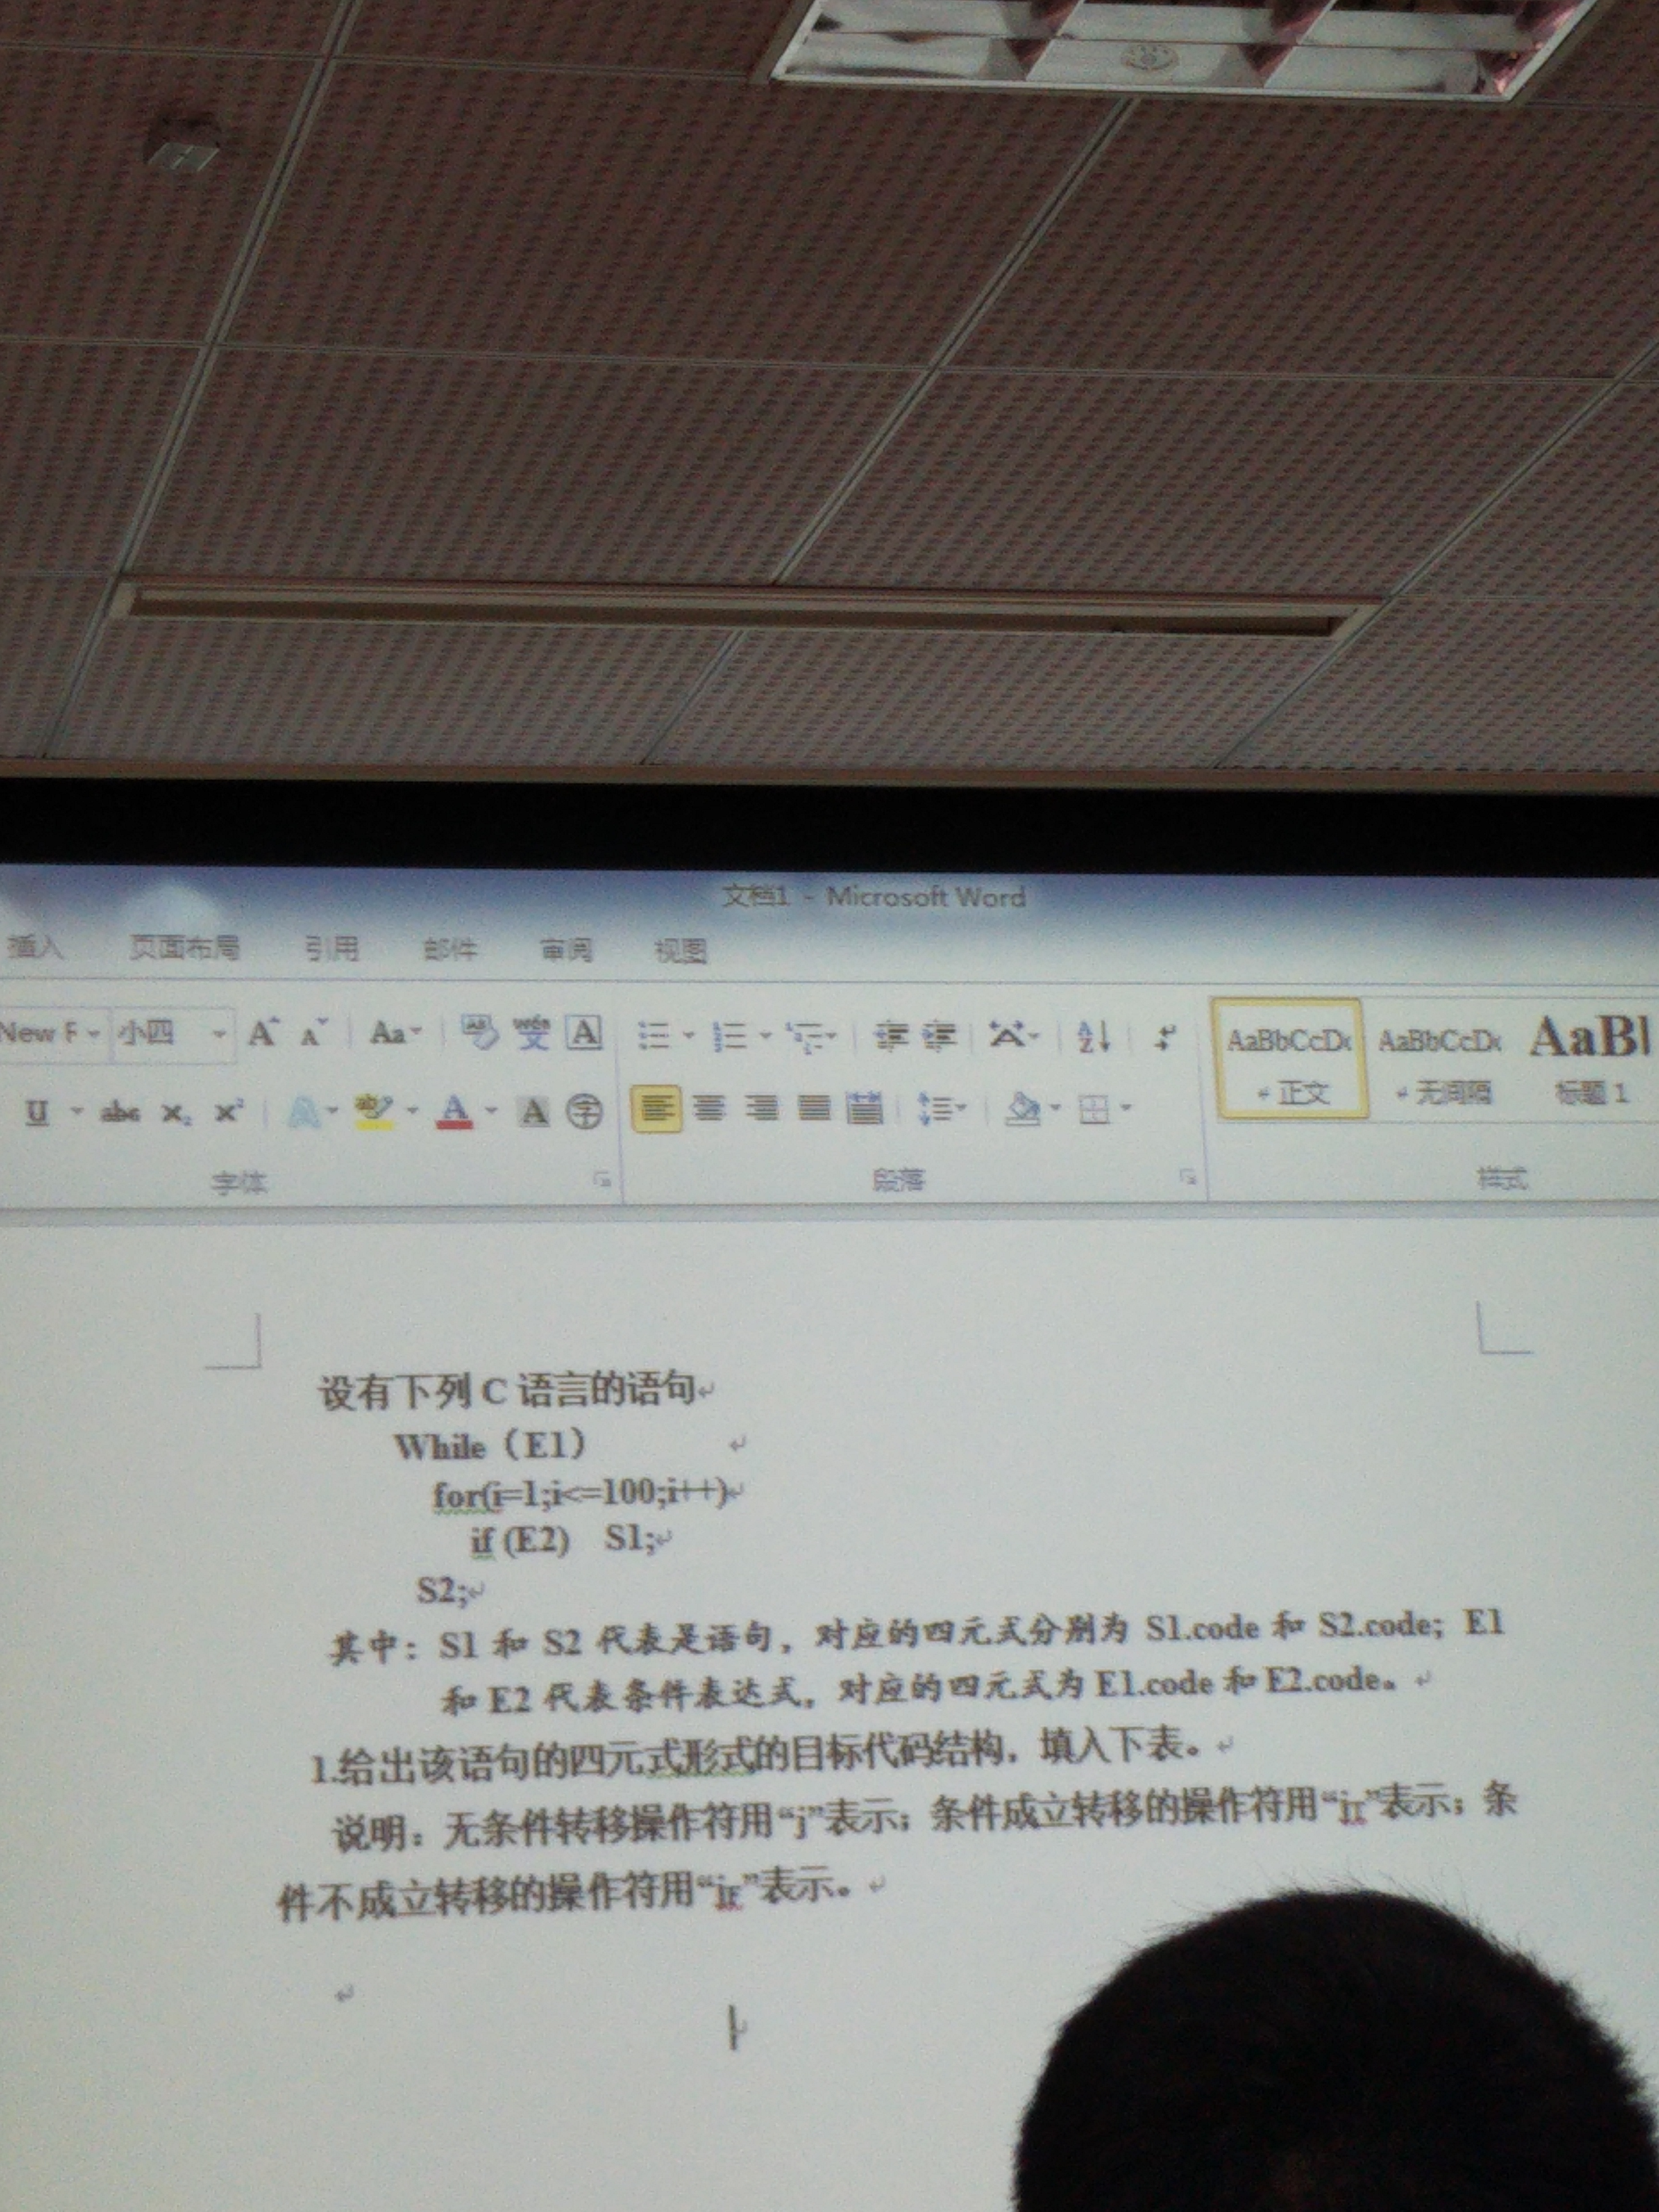 文档1 - Microsoft Word
插入 页面布局 引用 邮件 审阅 视图
New F 小四 A A Aa wén 文 A A Z AaBbCcDc AaBbCcDc AaBl
U abc x₂ x² A ab A A 字 正文 无间隔 标题 1
字体 段落 样式
设有下列 C 语言的语句
While（E1）
for(i=1;i<=100;i++)
if (E2) S1;
S2;
其中：S1 和 S2 代表是语句，对应的四元式分别为 S1.code 和 S2.code；E1
和 E2 代表条件表达式，对应的四元式为 E1.code 和 E2.code。
1.给出该语句的四元式形式的目标代码结构，填入下表。
说明：无条件转移操作符用“j”表示；条件成立转移的操作符用“jT”表示；条
件不成立转移的操作符用“jF”表示。